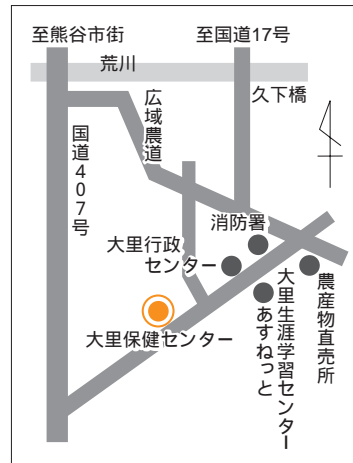 至熊谷市街
至国道17号
荒川
久下橋
広域農道
国道407号
消防署
大里行政
センター
大里保健センター
農産物直売所
大里生涯学習センター
あすねっと